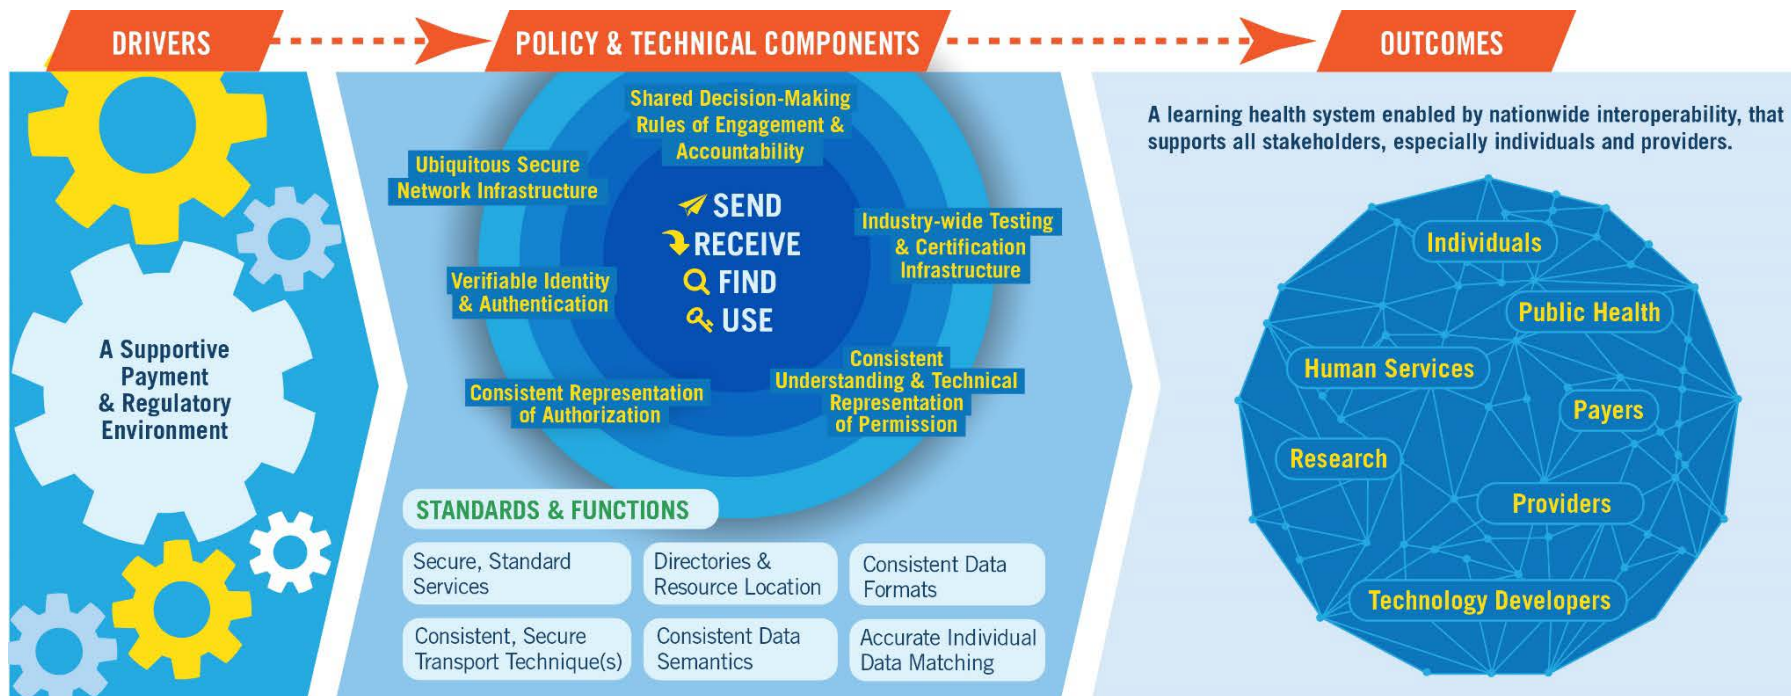 DRIVERS
POLICY & TECHNICAL COMPONENTS
OUTCOMES
A Supportive
Payment
& Regulatory
Environment
Shared Decision-Making
Rules of Engagement &
Accountability
Ubiquitous Secure
Network Infrastructure
SEND
RECEIVE
FIND
USE
Industry-wide Testing
& Certification
Infrastructure
Verifiable Identity
& Authentication
Consistent Representation
of Authorization
Consistent
Understanding & Technical
Representation
of Permission
STANDARDS & FUNCTIONS
Secure, Standard
Services
Directories &
Resource Location
Consistent Data
Formats
Consistent, Secure
Transport Technique(s)
Consistent Data
Semantics
Accurate Individual
Data Matching
A learning health system enabled by nationwide interoperability, that
supports all stakeholders, especially individuals and providers.
Individuals
Public Health
Human Services
Payers
Research
Providers
Technology Developers